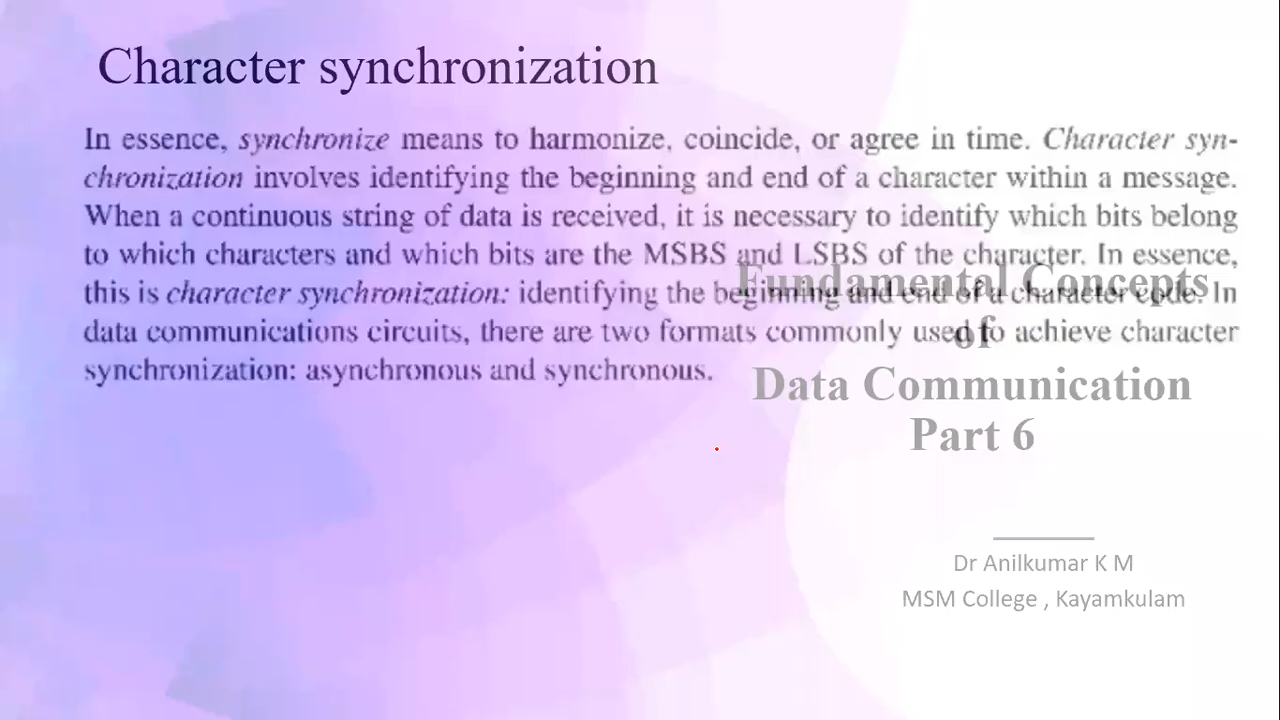 Character synchronization
In essence, synchronize means to harmonize, coincide, or agree in time. Character syn-
chronization involves identifying the beginning and end of a character within a message.
When a continuous string of data is received, it is necessary to identify which bits belong
to which characters and which bits are the MSBS and LSBS of the character. In essence,
this is character synchronization: identifying the beginning and end of a character code. In
data communications circuits, there are two formats commonly used to achieve character
synchronization: asynchronous and synchronous.
Fundamental Concepts
of
Data Communication
Part 6
Dr Anilkumar K M
MSM College , Kayamkulam